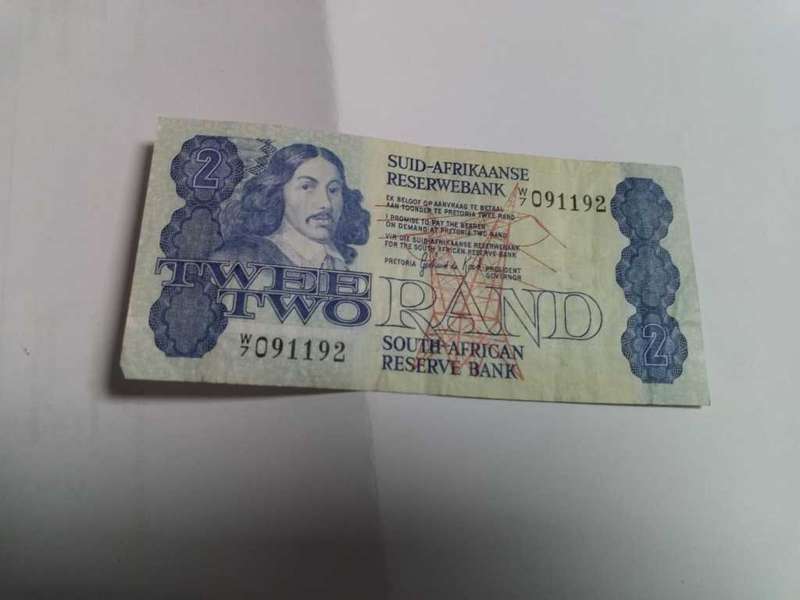 2
SUID-AFRIKAANSE
RESERWEBANK
W/7 091192
EK BELOOF OP AANVRAAG TE BETAAL
AAN TOONDER TE PRETORIA TWEE RAND
I PROMISE TO PAY THE BEARER
ON DEMAND AT PRETORIA TWO RAND
VIR DIE SUID-AFRIKAANSE RESERWEBANK
FOR THE SOUTH AFRICAN RESERVE BANK
PRETORIA
PRESIDENT
GOVERNOR
TWEE
TWO
RAND
W/7 091192
SOUTH AFRICAN
RESERVE BANK
2